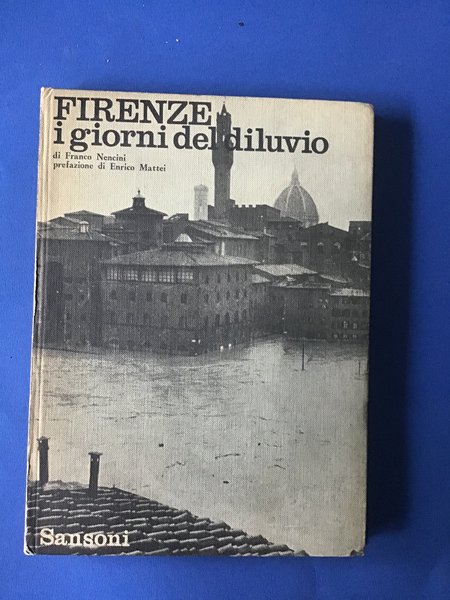 FIRENZE
i giorni del diluvio
di Franco Nencini
prefazione di Enrico Mattei
Sansoni